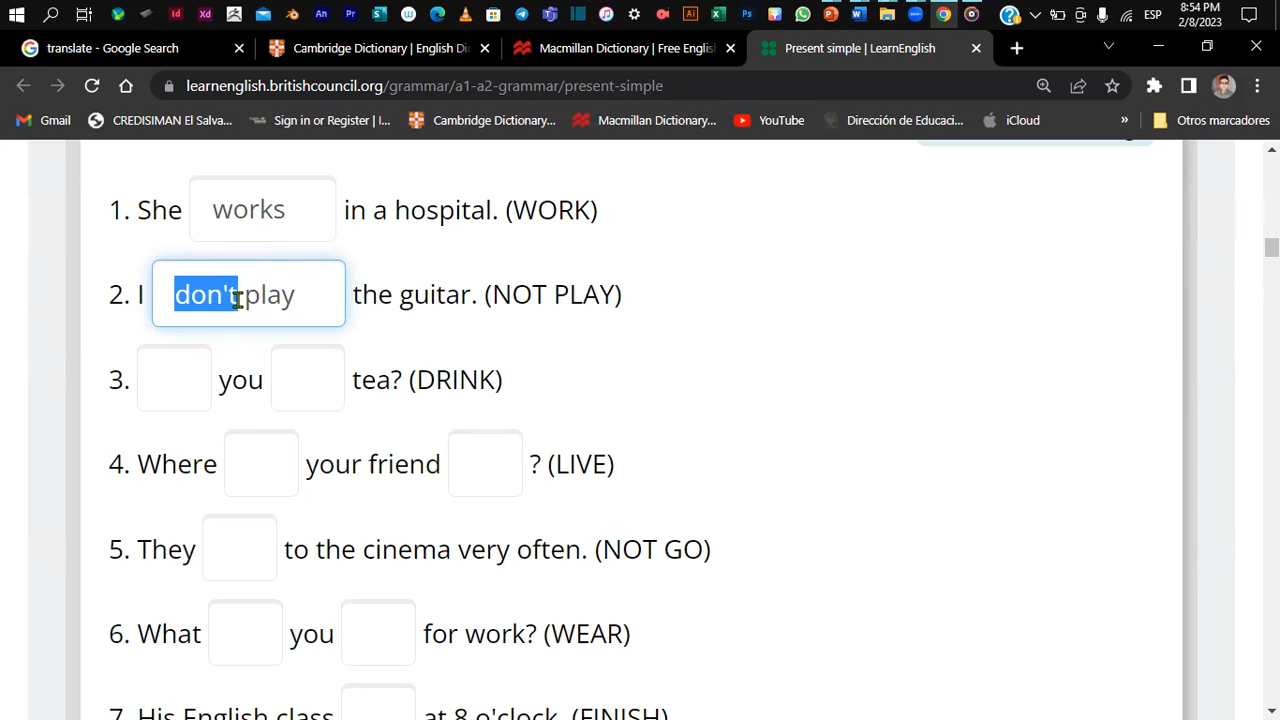 8:54 PM
ESP
2/8/2023
translate - Google Search
Cambridge Dictionary | English Di
Macmillan Dictionary | Free Englis
Present simple | LearnEnglish
learnenglish.britishcouncil.org/grammar/a1-a2-grammar/present-simple
Gmail
CREDISIMAN El Salva...
Sign in or Register | I...
Cambridge Dictionary...
Macmillan Dictionary...
YouTube
Dirección de Educaci...
iCloud
»
Otros marcadores
1. She works in a hospital. (WORK)
2. I don't play the guitar. (NOT PLAY)
3. you tea? (DRINK)
4. Where your friend ? (LIVE)
5. They to the cinema very often. (NOT GO)
6. What you for work? (WEAR)
7. His English class at 8 o'clock. (FINISH)